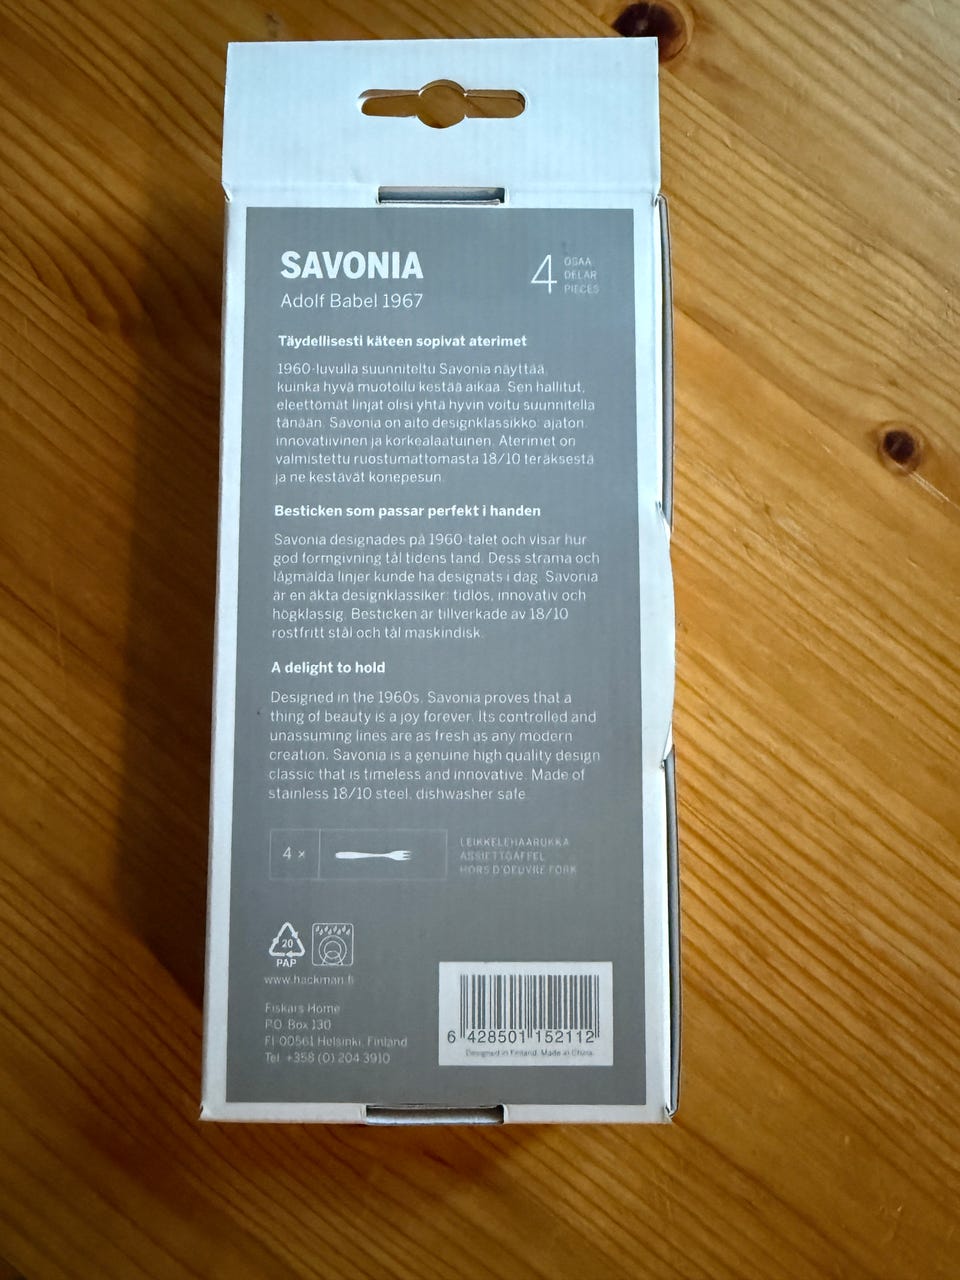 SAVONIA
Adolf Babel 1967
4
OSAA
DELAR
PIECES
Täydellisesti käteen sopivat aterimet
1960-luvulla suunniteltu Savonia näyttää,
kuinka hyvä muotoilu kestää aikaa. Sen hallitut,
eleettömät linjat olisi yhtä hyvin voitu suunnitella
tänään. Savonia on aito designklassikko: ajaton,
innovatiivinen ja korkealaatuinen. Aterimet on
valmistettu ruostumattomasta 18/10 teräksestä
ja ne kestävät konepesun.
Besticken som passar perfekt i handen
Savonia designades på 1960-talet och visar hur
god formgivning tål tidens tand. Dess strama och
lågmälda linjer kunde ha designats i dag. Savonia
är en äkta designklassiker: tidlös, innovativ och
högklassig. Besticken är tillverkade av 18/10
rostfritt stål och tål maskindisk.
A delight to hold
Designed in the 1960s, Savonia proves that a
thing of beauty is a joy forever. Its controlled and
unassuming lines are as fresh as any modern
creation. Savonia is a genuine high quality design
classic that is timeless and innovative. Made of
stainless 18/10 steel, dishwasher safe.
4 ×
LEIKKELEHAARUKKA
ASSIETTGAFFEL
HORS D'OEUVRE FORK
20
PAP
www.hackman.fi
Fiskars Home
P.O. Box 130
FI-00561 Helsinki, Finland
Tel. +358 (0) 204 3910
6 428501 152112
Designed in Finland. Made in China.